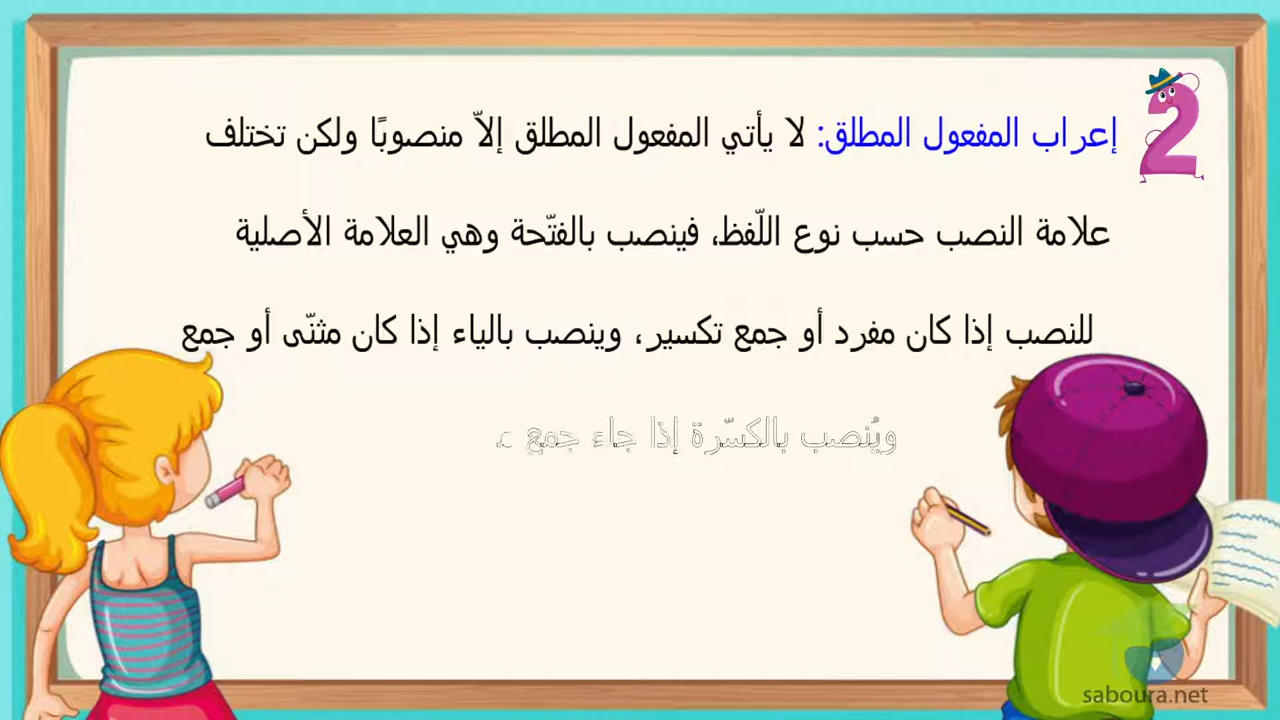 2
إعراب المفعول المطلق: لا يأتي المفعول المطلق إلاّ منصوبًا ولكن تختلف
علامة النصب حسب نوع اللّفظ، فينصب بالفتّحة وهي العلامة الأصلية
للنصب إذا كان مفرد أو جمع تكسير، وينصب بالياء إذا كان مثنّى أو جمع
ويُنصب بالكسّرة إذا جاء جمع
saboura.net